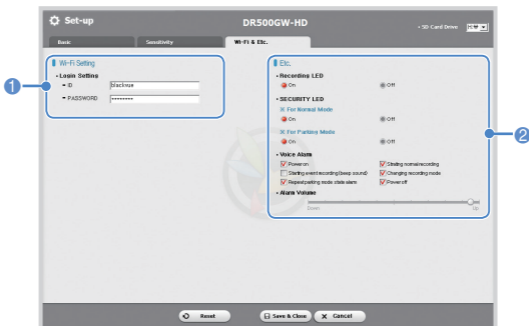 Set-up
DR500GW-HD
• SD Card Drive H:₩
Basic
Sensitivity
Wi-Fi & Etc.
Wi-Fi Setting
• Login Setting
- ID blackvue
- PASSWORD ********
1
Etc.
• Recording LED
On Off
• SECURITY LED
For Normal Mode
On Off
For Parking Mode
On Off
• Voice Alarm
Power on Starting normal recording
Starting event recording (beep sound) Changing recording mode
Repeat parking mode state alarm Power off
• Alarm Volume
Down Up
2
Reset Save & Close X Cancel